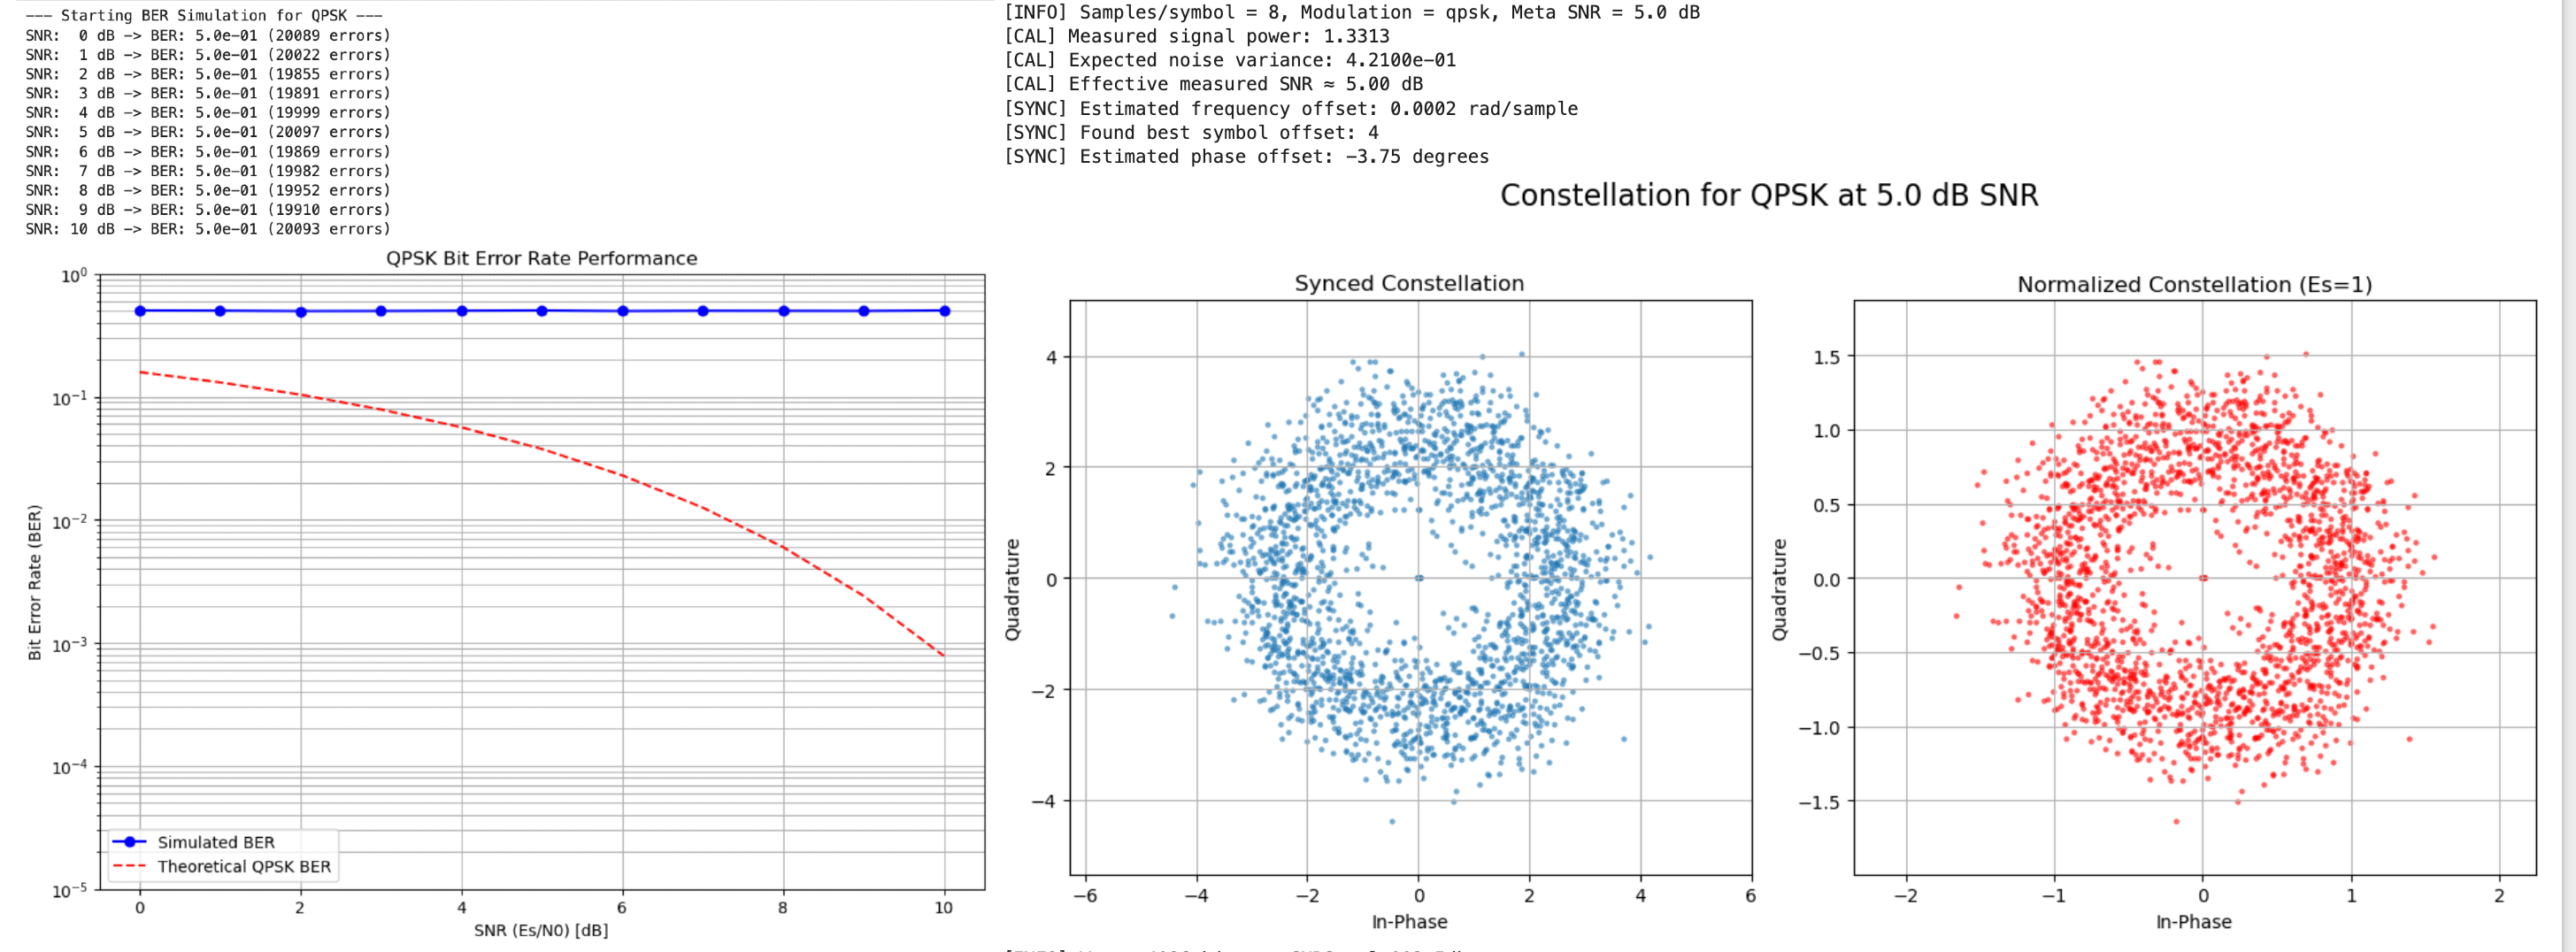 --- Starting BER Simulation for QPSK ---
SNR:  0 dB -> BER: 5.0e-01 (20089 errors)
SNR:  1 dB -> BER: 5.0e-01 (20022 errors)
SNR:  2 dB -> BER: 5.0e-01 (19855 errors)
SNR:  3 dB -> BER: 5.0e-01 (19891 errors)
SNR:  4 dB -> BER: 5.0e-01 (19999 errors)
SNR:  5 dB -> BER: 5.0e-01 (20097 errors)
SNR:  6 dB -> BER: 5.0e-01 (19869 errors)
SNR:  7 dB -> BER: 5.0e-01 (19982 errors)
SNR:  8 dB -> BER: 5.0e-01 (19952 errors)
SNR:  9 dB -> BER: 5.0e-01 (19910 errors)
SNR: 10 dB -> BER: 5.0e-01 (20093 errors)
QPSK Bit Error Rate Performance
10⁰
10⁻¹
10⁻²
10⁻³
10⁻⁴
10⁻⁵
Bit Error Rate (BER)
Simulated BER
Theoretical QPSK BER
0 2 4 6 8 10
SNR (Es/N0) [dB]
[INFO] Samples/symbol = 8, Modulation = qpsk, Meta SNR = 5.0 dB
[CAL] Measured signal power: 1.3313
[CAL] Expected noise variance: 4.2100e-01
[CAL] Effective measured SNR ≈ 5.00 dB
[SYNC] Estimated frequency offset: 0.0002 rad/sample
[SYNC] Found best symbol offset: 4
[SYNC] Estimated phase offset: -3.75 degrees
Constellation for QPSK at 5.0 dB SNR
Synced Constellation
4
2
0
−2
−4
Quadrature
−6 −4 −2 0 2 4 6
In-Phase
Normalized Constellation (Es=1)
1.5
1.0
0.5
0.0
−0.5
−1.0
−1.5
Quadrature
−2 −1 0 1 2
In-Phase